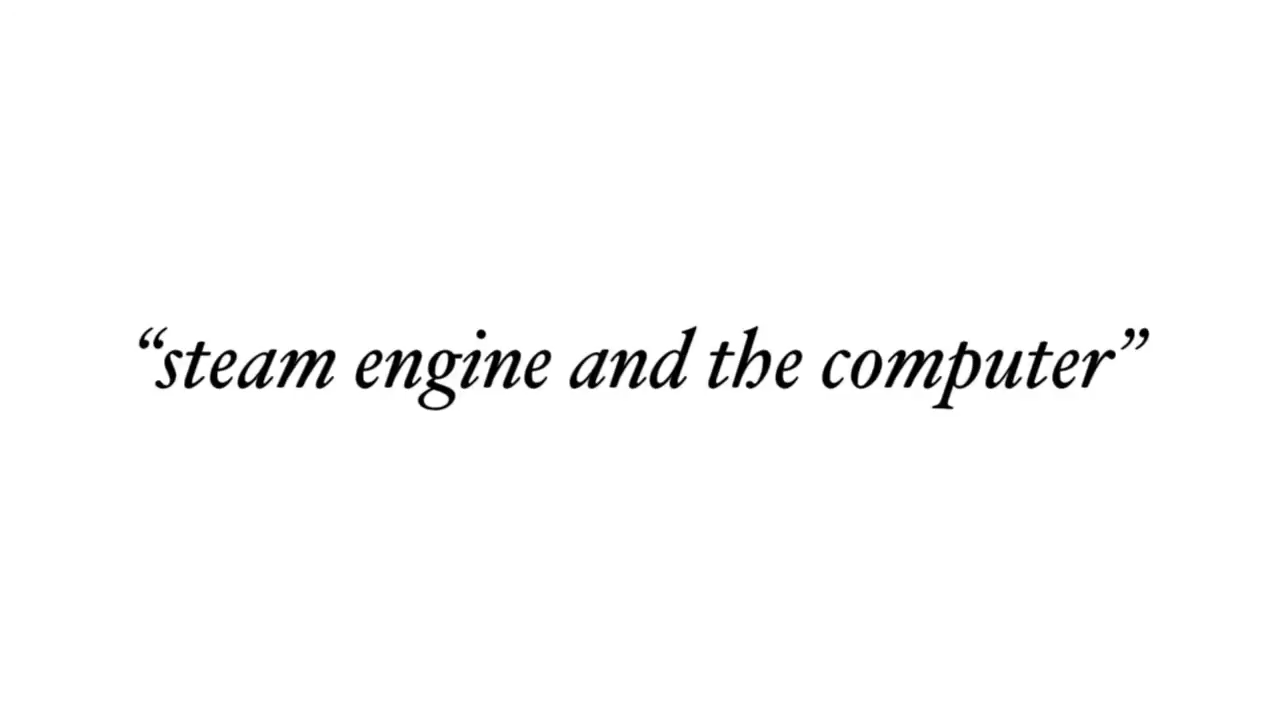 “steam engine and the computer”